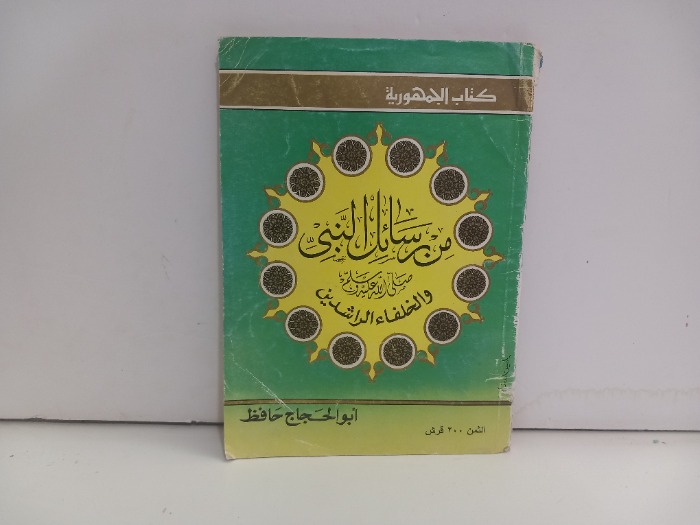 كتاب الجمهورية
من رسائل النبي
صلى الله عليه وسلم
والخلفاء الراشدين
ابو الحجاج حافظ
الثمن ٢٠٠ قرش